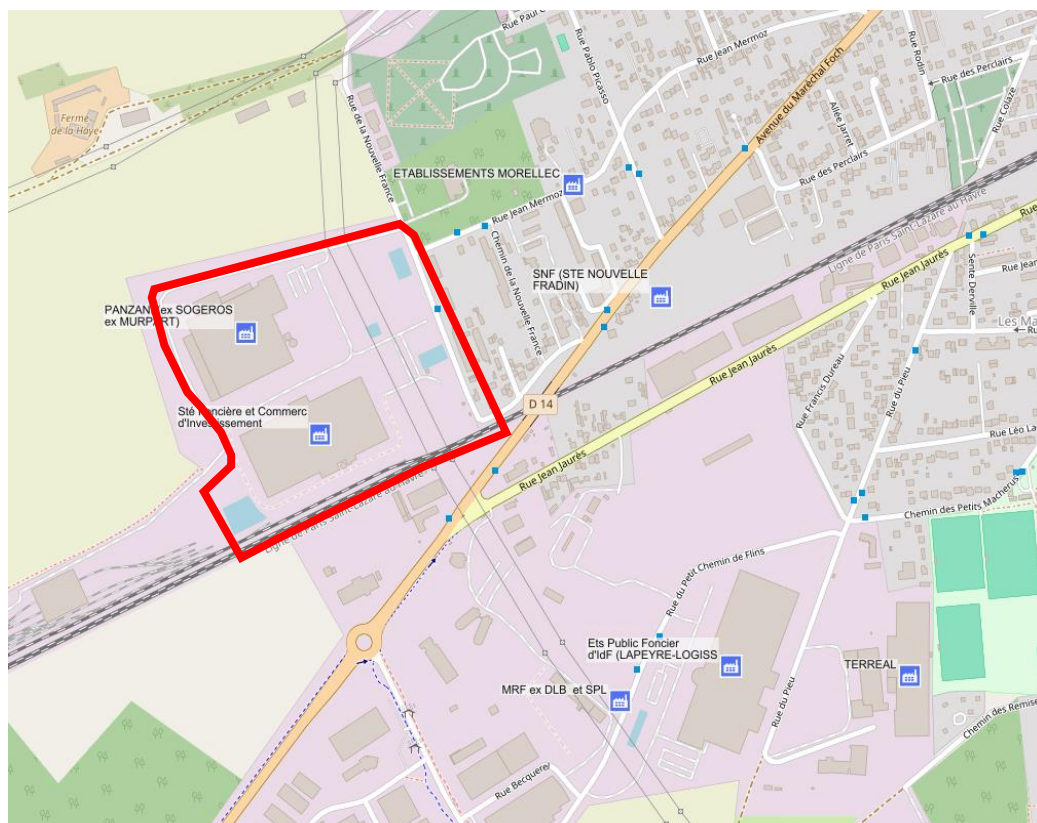 Rue Paul C
Rue Pablo Picasso
Rue Jean Mermoz
Avenue du Maréchal Foch
Rue Rodin
Rue des Perclairs
Rue Colaze
Ferme
de la Haye
Rue de la Nouvelle France
Allée Jarret
ETABLISSEMENTS MORELLEC
Rue des Perclairs
Rue Jean Mermoz
Ligne de Paris Saint-Lazare au Havre
Rue Jean
Chemin de la Nouvelle France
SNF (STE NOUVELLE
FRADIN)
Rue Jean Jaurès
Sente Derville
Rue Jean
PANZANI (ex SOGEROS
ex MURPART)
Les Ma
Rue Jean Jaurès
Rue Francis Dureau
Rue du Pieu
D 14
Sté Foncière et Commerc
d'Investissement
Rue Léo La
Rue Jean Jaurès
Chemin des Petits Macherus
Ligne de Paris Saint-Lazare au Havre
Rue du Petit Chemin de Flins
Ets Public Foncier
d'IdF (LAPEYRE-LOGISS
TERREAL
MRF ex DLB et SPL
Rue du Pieu
Chemin des Remise
Rue Becquerel